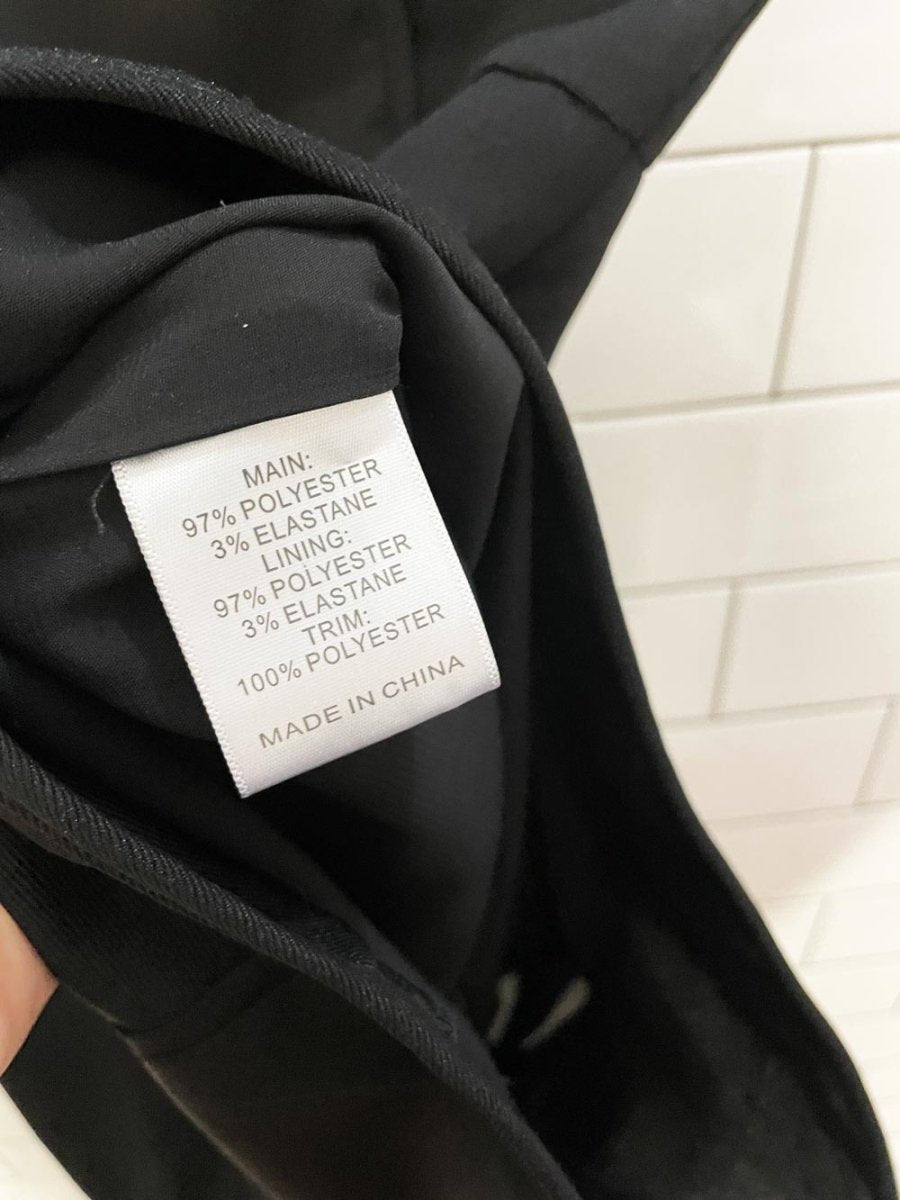 MAIN:
97% POLYESTER
3% ELASTANE
LINING:
97% POLYESTER
3% ELASTANE
TRIM:
100% POLYESTER
MADE IN CHINA